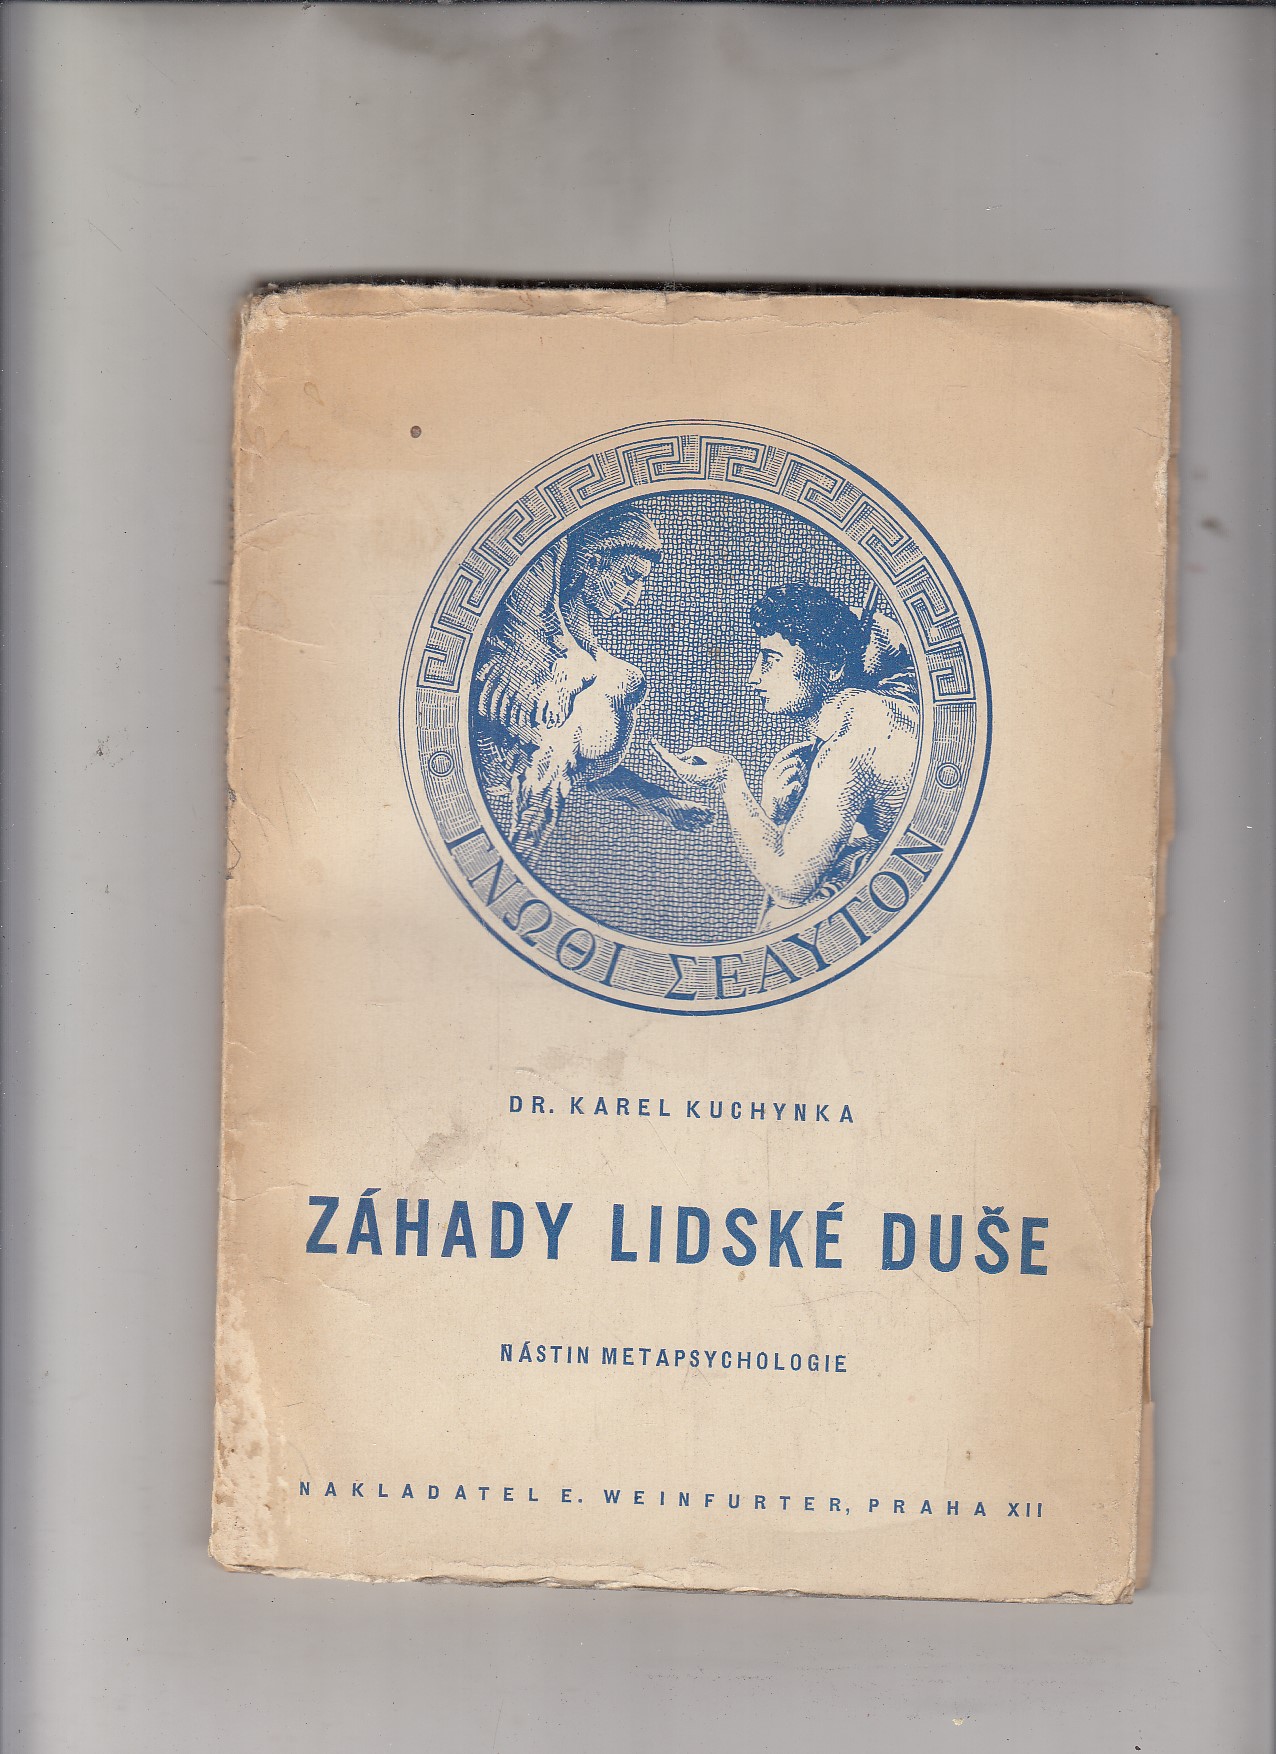 ΓΝΩΘΙ ΣΕΑΥΤΟΝ
DR. KAREL KUCHYNKA
ZÁHADY LIDSKÉ DUŠE
NÁSTIN METAPSYCHOLOGIE
NAKLADATEL E. WEINFURTER, PRAHA XII